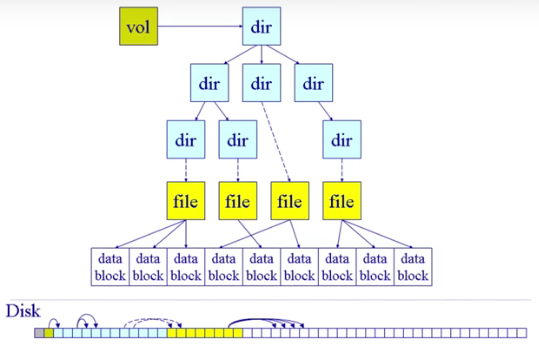 vol dir
dir dir dir
dir dir dir
file file file file
data data data data data data data data data
block block block block block block block block block
Disk